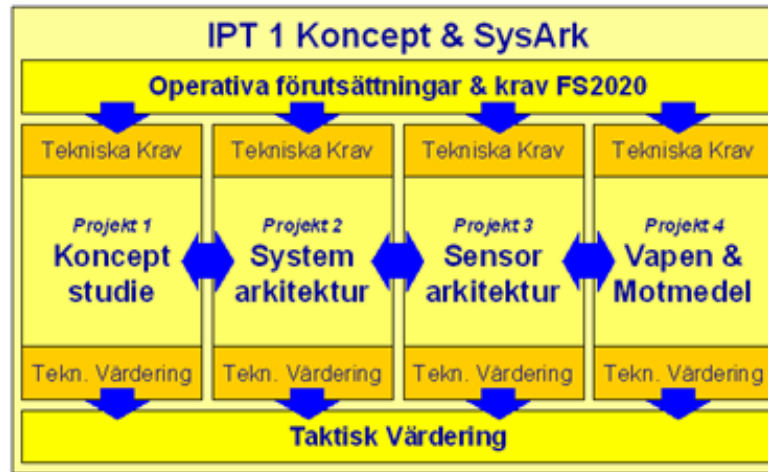 IPT 1 Koncept & SysArk
Operativa förutsättningar & krav FS2020
Tekniska Krav
Tekniska Krav
Tekniska Krav
Tekniska Krav
Projekt 1
Koncept
studie
Projekt 2
System
arkitektur
Projekt 3
Sensor
arkitektur
Projekt 4
Vapen &
Motmedel
Tekn. Värdering
Tekn. Värdering
Tekn. Värdering
Tekn. Värdering
Taktisk Värdering